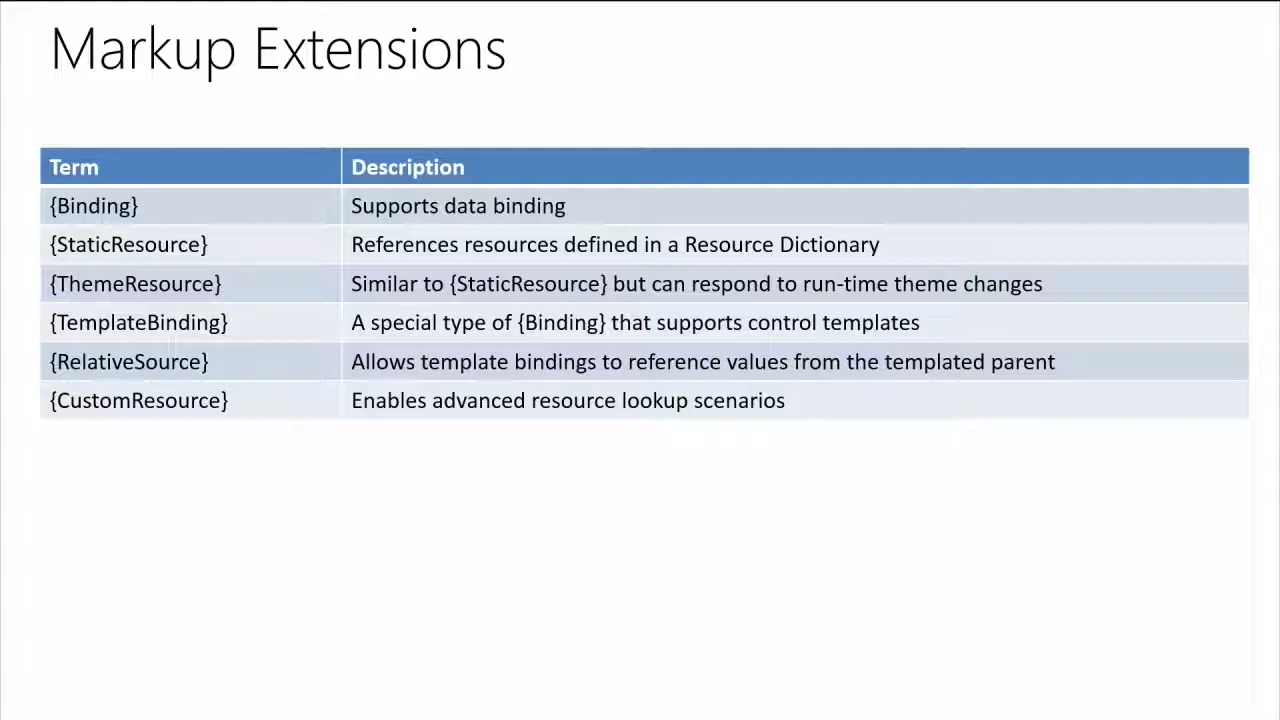 Markup Extensions
Term Description
{Binding} Supports data binding
{StaticResource} References resources defined in a Resource Dictionary
{ThemeResource} Similar to {StaticResource} but can respond to run-time theme changes
{TemplateBinding} A special type of {Binding} that supports control templates
{RelativeSource} Allows template bindings to reference values from the templated parent
{CustomResource} Enables advanced resource lookup scenarios